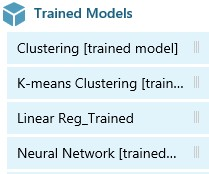 Trained Models
Clustering [trained model]
K-means Clustering [train...
Linear Reg_Trained
Neural Network [trained...